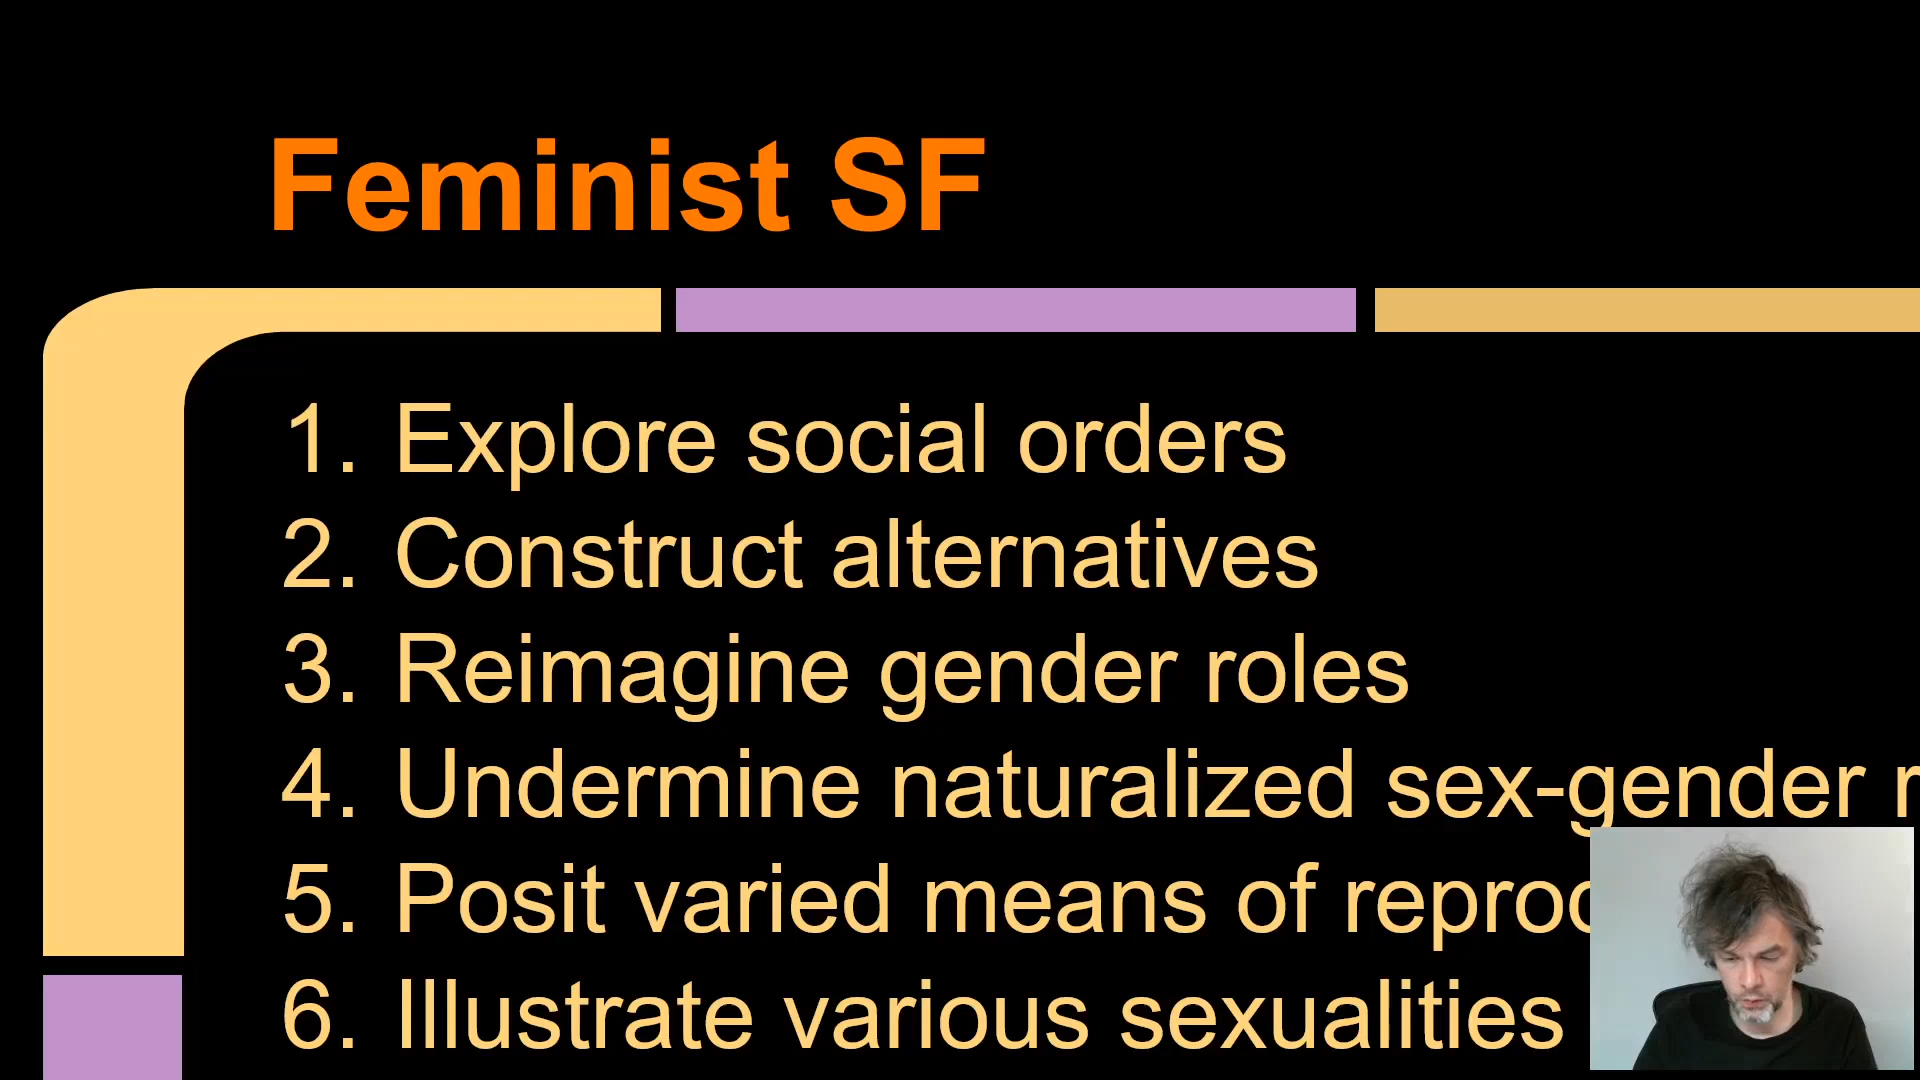 Feminist SF
1. Explore social orders
2. Construct alternatives
3. Reimagine gender roles
4. Undermine naturalized sex-gender
5. Posit varied means of
6. Illustrate various sexualities